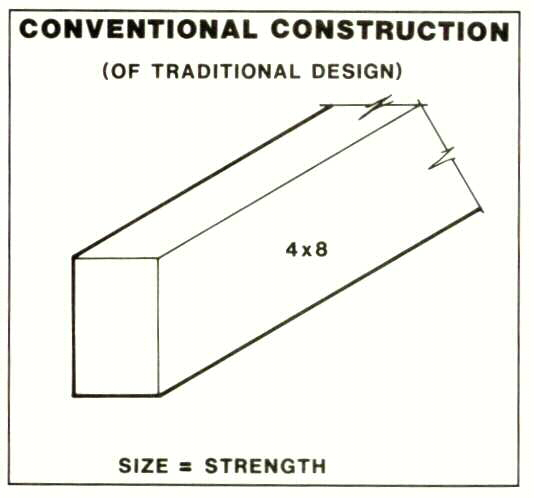 CONVENTIONAL CONSTRUCTION
(OF TRADITIONAL DESIGN)
4x8
SIZE = STRENGTH